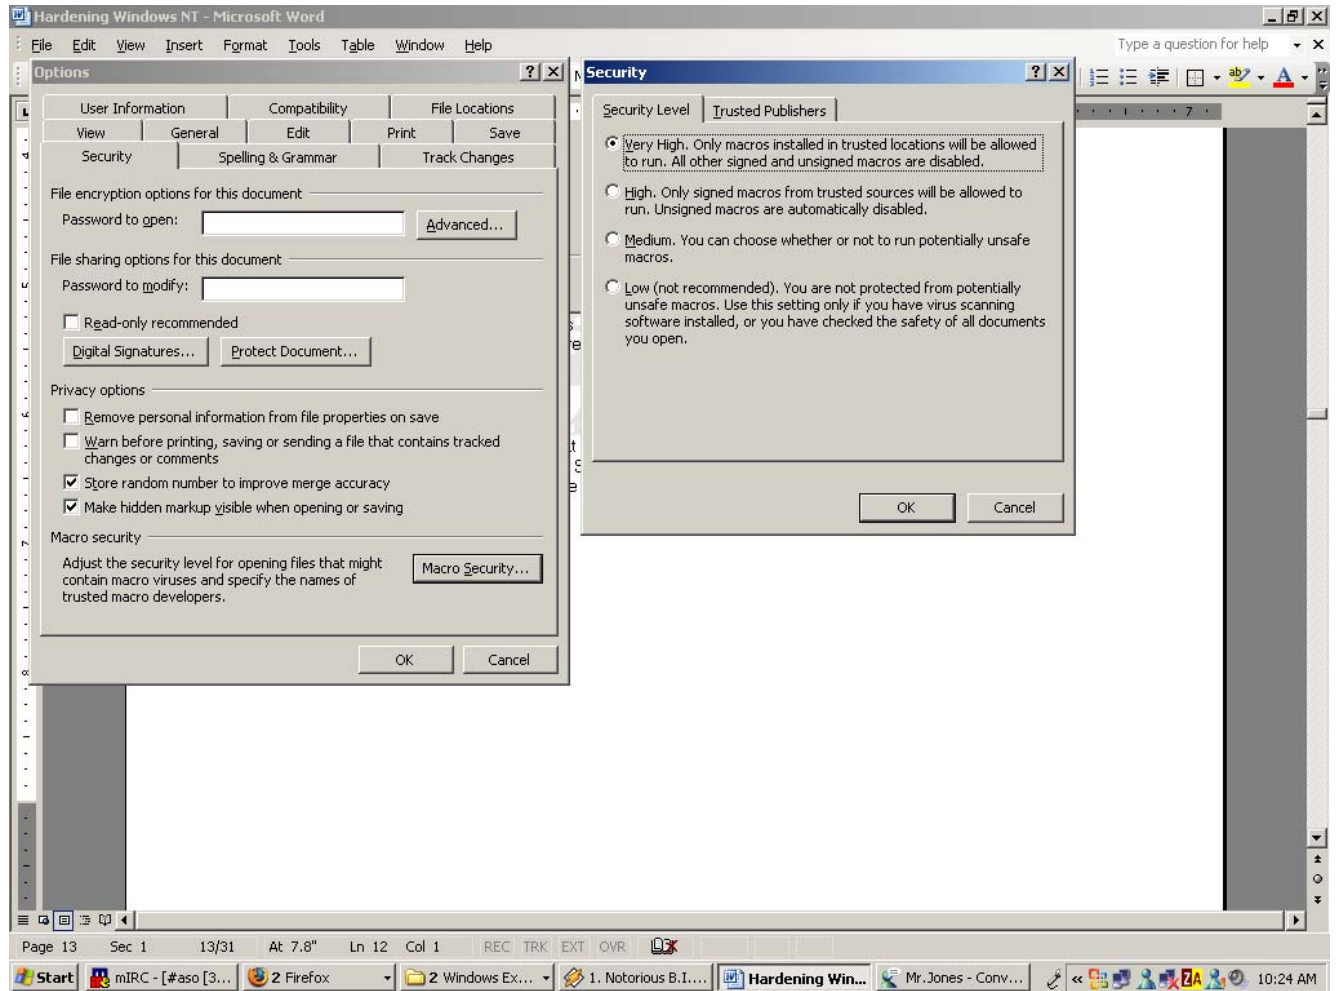 Hardening Windows NT - Microsoft Word
File Edit View Insert Format Tools Table Window Help
Type a question for help
Options
User Information Compatibility File Locations
View General Edit Print Save
Security Spelling & Grammar Track Changes
File encryption options for this document
Password to open:
Advanced...
File sharing options for this document
Password to modify:
Read-only recommended
Digital Signatures... Protect Document...
Privacy options
Remove personal information from file properties on save
Warn before printing, saving or sending a file that contains tracked
changes or comments
Store random number to improve merge accuracy
Make hidden markup visible when opening or saving
Macro security
Adjust the security level for opening files that might
contain macro viruses and specify the names of
trusted macro developers.
Macro Security...
OK Cancel
Security
Security Level Trusted Publishers
Very High. Only macros installed in trusted locations will be allowed
to run. All other signed and unsigned macros are disabled.
High. Only signed macros from trusted sources will be allowed to
run. Unsigned macros are automatically disabled.
Medium. You can choose whether or not to run potentially unsafe
macros.
Low (not recommended). You are not protected from potentially
unsafe macros. Use this setting only if you have virus scanning
software installed, or you have checked the safety of all documents
you open.
OK Cancel
7
Page 13 Sec 1 13/31 At 7.8" Ln 12 Col 1 REC TRK EXT OVR
Start mIRC - [#aso [3... 2 Firefox 2 Windows Ex... 1. Notorious B.I.... Hardening Win... Mr.Jones - Conv... « ZA 10:24 AM